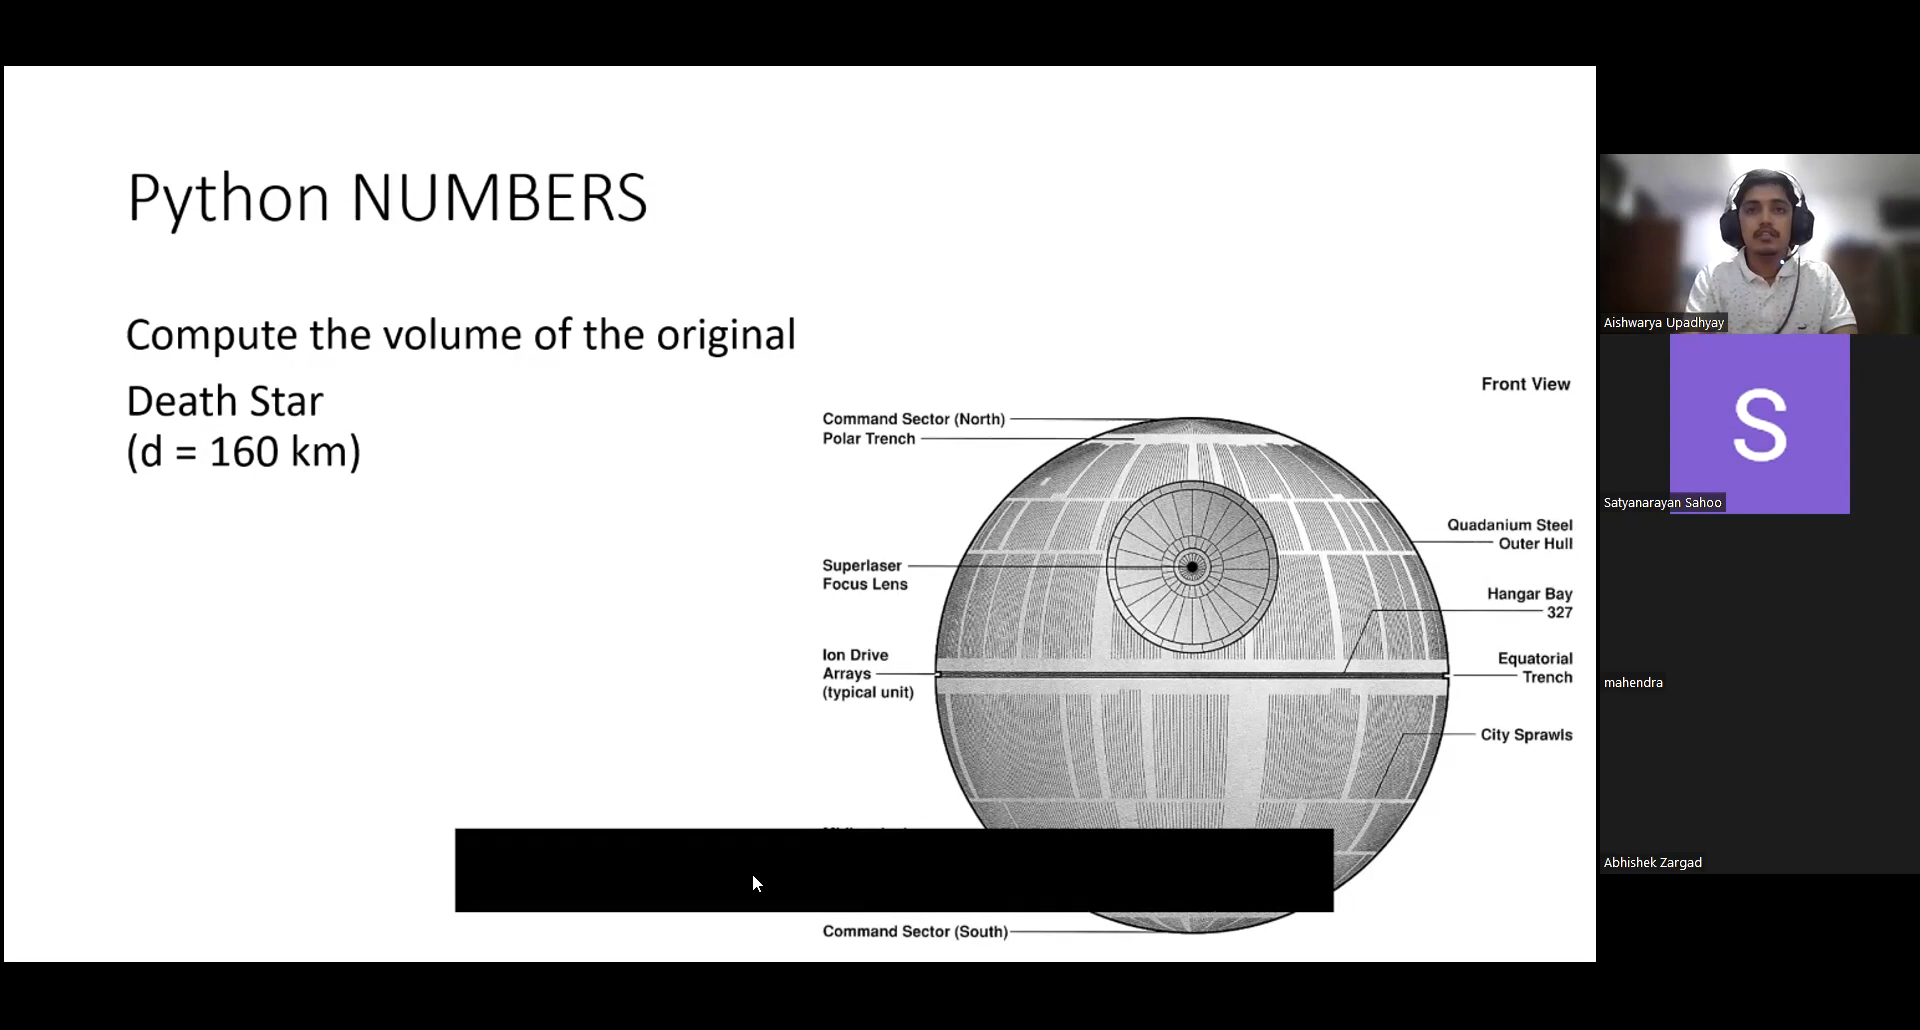 Python NUMBERS
Compute the volume of the original
Death Star
(d = 160 km)
Front View
Command Sector (North)
Polar Trench
Superlaser
Focus Lens
Ion Drive
Arrays
(typical unit)
Quadanium Steel
Outer Hull
Hangar Bay
327
Equatorial
Trench
City Sprawls
Command Sector (South)
Aishwarya Upadhyay
S
Satyanarayan Sahoo
mahendra
Abhishek Zargad